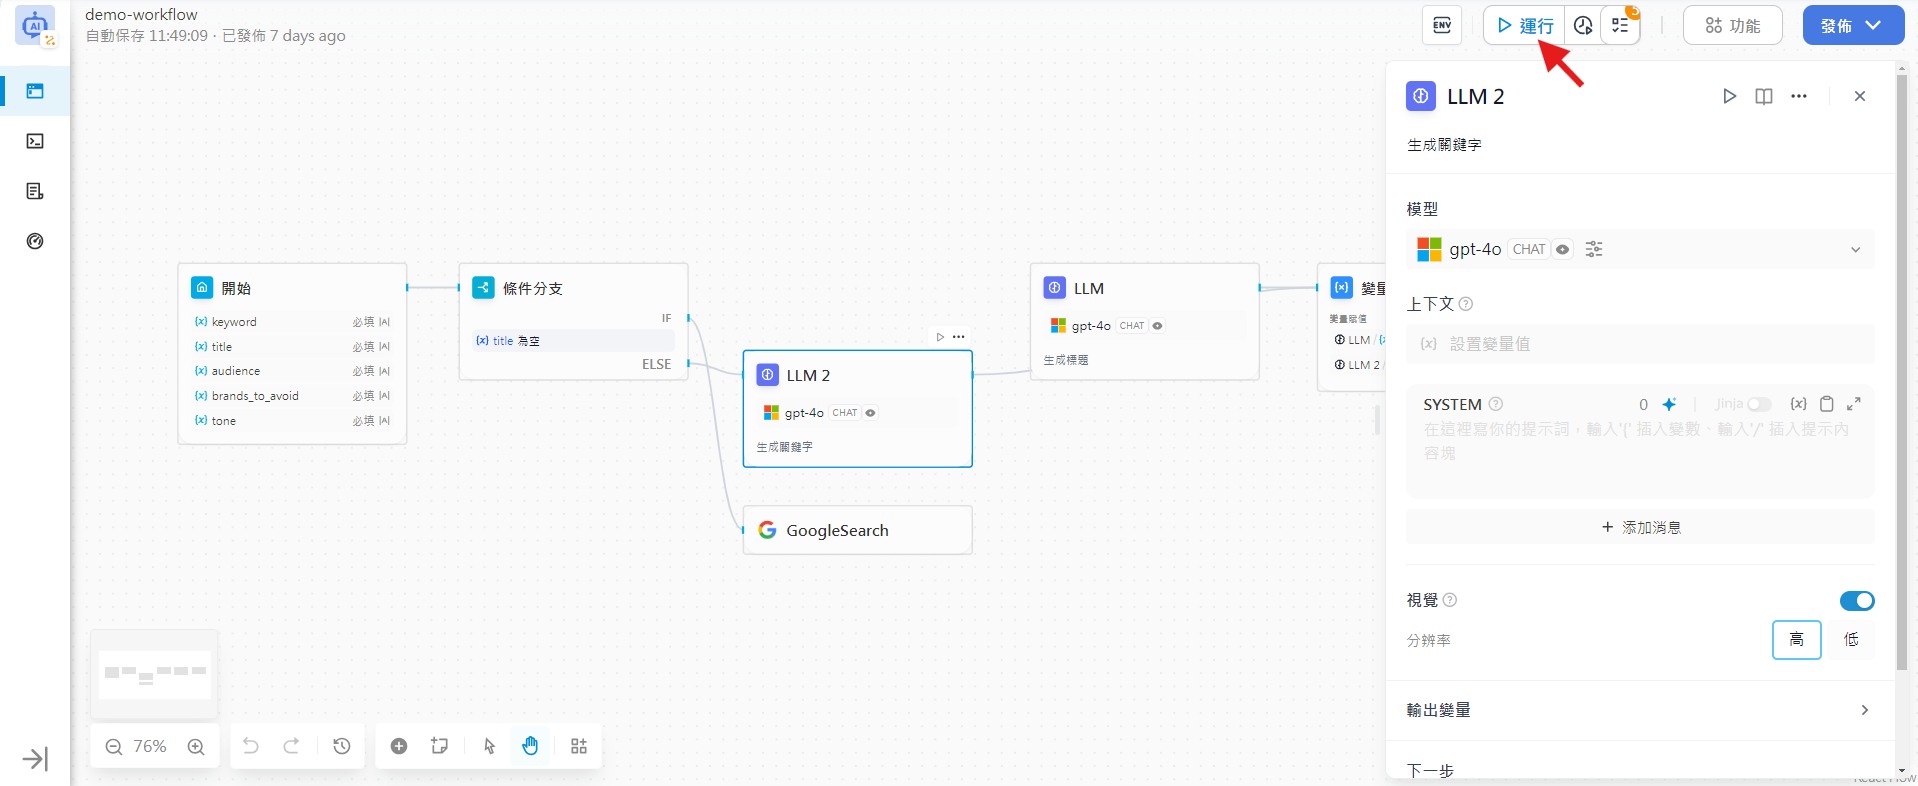 demo-workflow
自動保存 11:49:09 · 已發佈 7 days ago
ENV
運行
5
功能
發佈
開始
keyword 必填
title 必填
audience 必填
brands_to_avoid 必填
tone 必填
條件分支
IF
title 為空
ELSE
LLM 2
gpt-4o CHAT
生成關鍵字
GoogleSearch
LLM
gpt-4o CHAT
生成標題
變量
變量賦值
LLM /
LLM 2 /
LLM 2
生成關鍵字
模型
gpt-4o CHAT
上下文
{x} 設置變量值
SYSTEM 0 Jinja {x}
在這裡寫你的提示詞，輸入'{' 插入變數、輸入'/' 插入提示內
容塊
+ 添加消息
視覺
分辨率 高 低
輸出變量
下一步
React Flow
76%